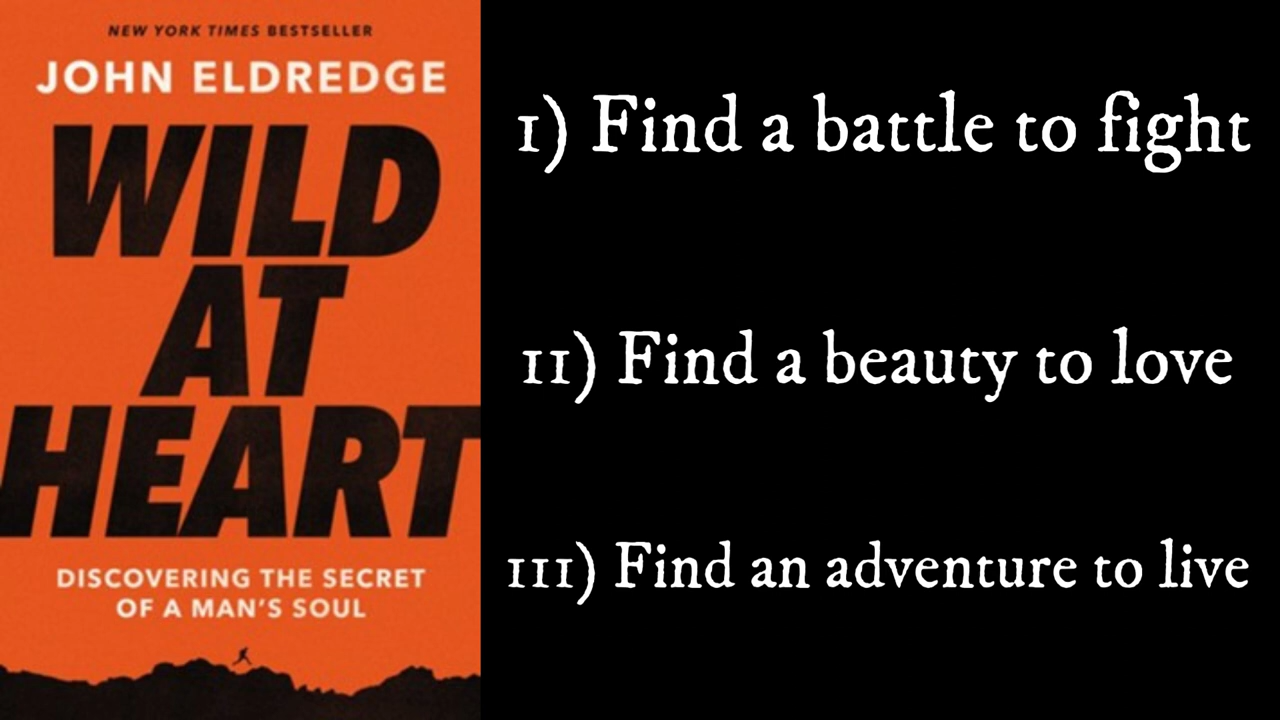 NEW YORK TIMES BESTSELLER
JOHN ELDREDGE
WILD
AT
HEART
DISCOVERING THE SECRET
OF A MAN'S SOUL
I) Find a battle to fight
II) Find a beauty to love
III) Find an adventure to live